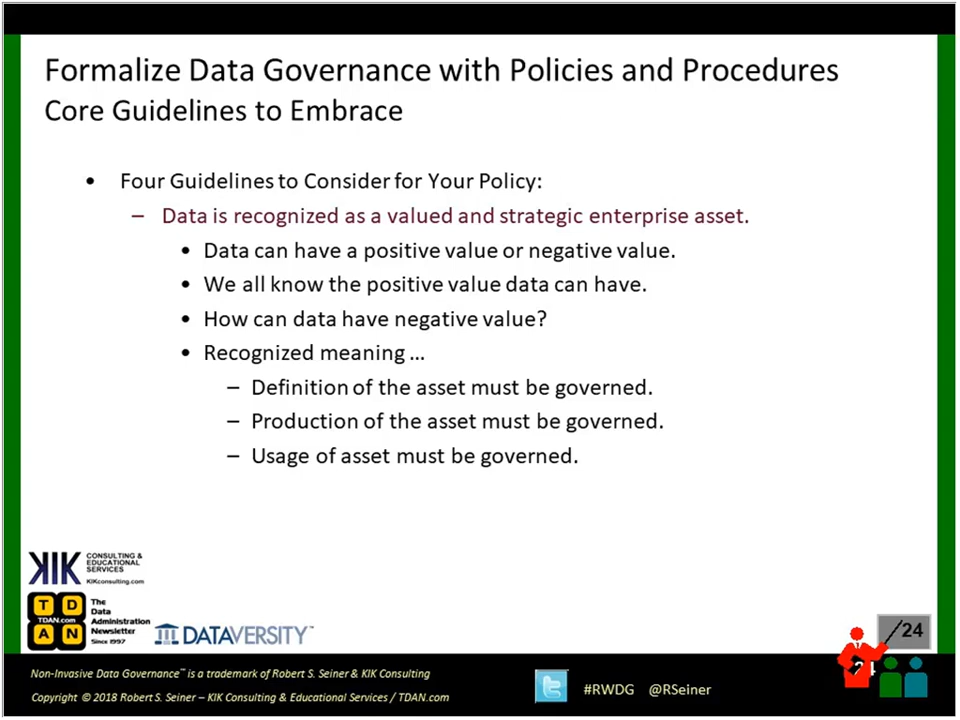 Formalize Data Governance with Policies and Procedures
Core Guidelines to Embrace
• Four Guidelines to Consider for Your Policy:
– Data is recognized as a valued and strategic enterprise asset.
• Data can have a positive value or negative value.
• We all know the positive value data can have.
• How can data have negative value?
• Recognized meaning …
– Definition of the asset must be governed.
– Production of the asset must be governed.
– Usage of asset must be governed.
KIK
CONSULTING &
EDUCATIONAL
SERVICES
KIKconsulting.com
T D
TDAN.com
A N
The
Data
Administration
Newsletter
Since 1997
DATAVERSITY™
/24
24
Non-Invasive Data Governance™ is a trademark of Robert S. Seiner & KIK Consulting
Copyright © 2018 Robert S. Seiner – KIK Consulting & Educational Services / TDAN.com
#RWDG @RSeiner